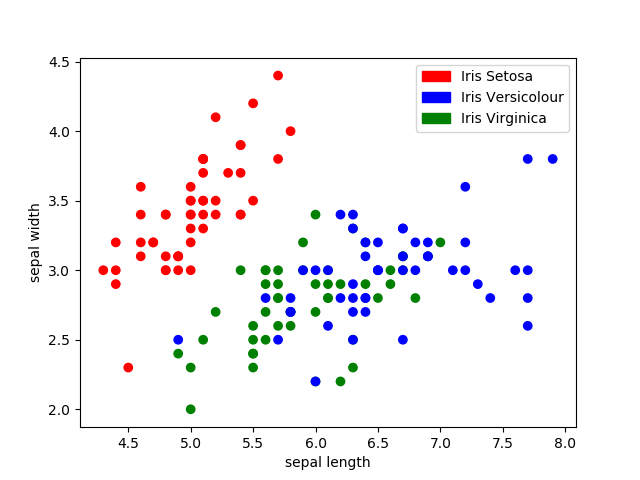 4.5
4.0
3.5
3.0
2.5
2.0
sepal width
Iris Setosa
Iris Versicolour
Iris Virginica
4.5 5.0 5.5 6.0 6.5 7.0 7.5 8.0
sepal length